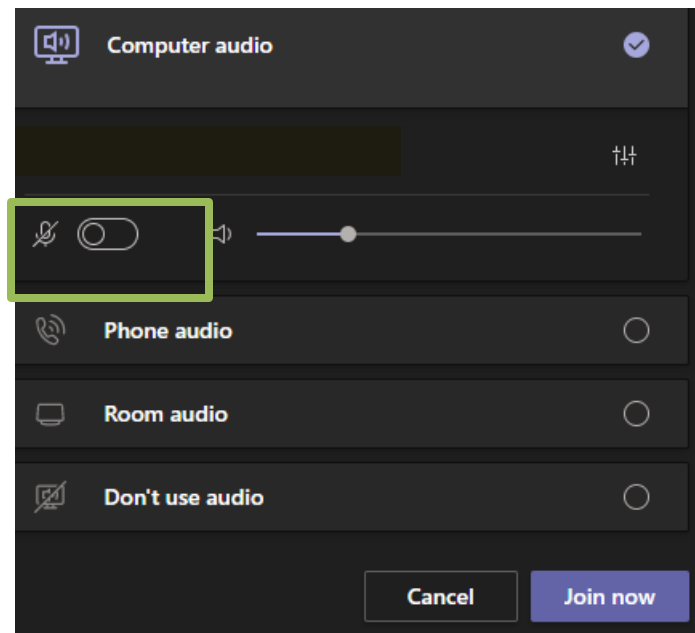 Computer audio
Phone audio
Room audio
Don't use audio
Cancel
Join now